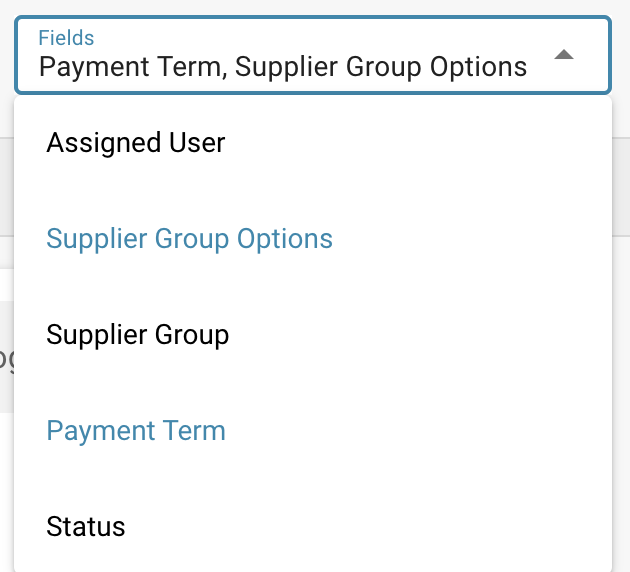 Fields
Payment Term, Supplier Group Options
Assigned User
Supplier Group Options
Supplier Group
Payment Term
Status